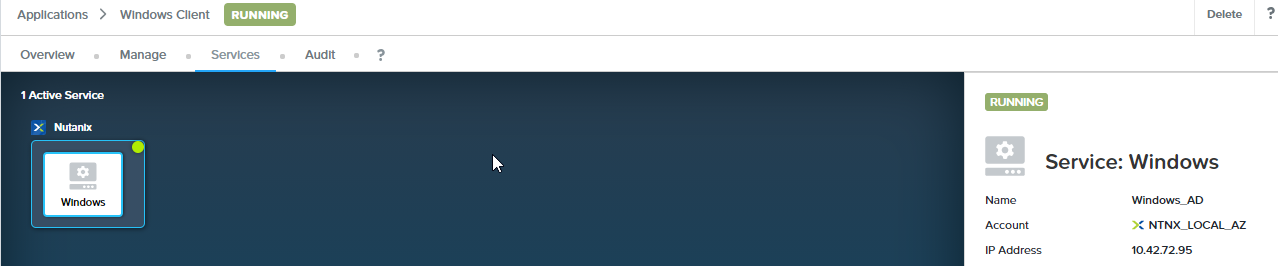 Applications > Windows Client RUNNING Delete ?
Overview Manage Services Audit ?
1 Active Service
Nutanix
Windows
RUNNING
Service: Windows
Name Windows_AD
Account NTNX_LOCAL_AZ
IP Address 10.42.72.95